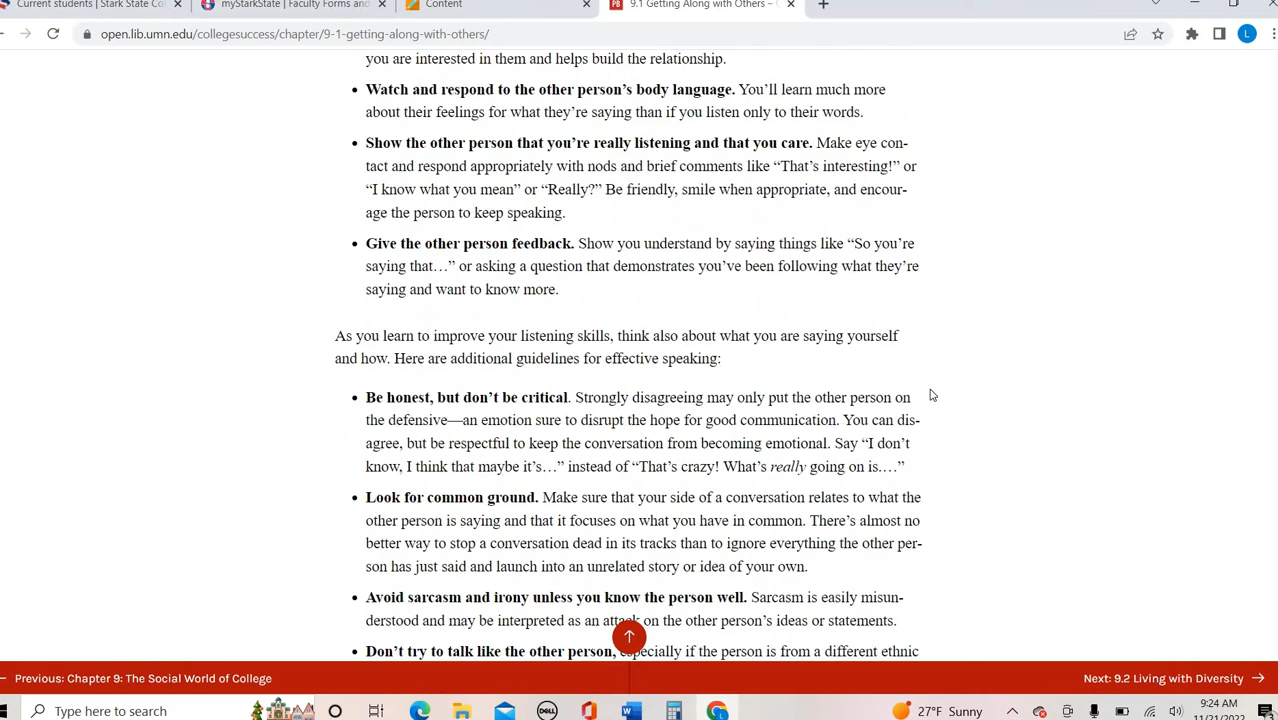 Current students | Stark State Col
myStarkState | Faculty Forms and
Content
9.1 Getting Along with Others –
open.lib.umn.edu/collegesuccess/chapter/9-1-getting-along-with-others/
L
you are interested in them and helps build the relationship.
• Watch and respond to the other person’s body language. You’ll learn much more
about their feelings for what they’re saying than if you listen only to their words.
• Show the other person that you’re really listening and that you care. Make eye con-
tact and respond appropriately with nods and brief comments like “That’s interesting!” or
“I know what you mean” or “Really?” Be friendly, smile when appropriate, and encour-
age the person to keep speaking.
• Give the other person feedback. Show you understand by saying things like “So you’re
saying that…” or asking a question that demonstrates you’ve been following what they’re
saying and want to know more.
As you learn to improve your listening skills, think also about what you are saying yourself
and how. Here are additional guidelines for effective speaking:
• Be honest, but don’t be critical. Strongly disagreeing may only put the other person on
the defensive—an emotion sure to disrupt the hope for good communication. You can dis-
agree, but be respectful to keep the conversation from becoming emotional. Say “I don’t
know, I think that maybe it’s…” instead of “That’s crazy! What’s really going on is.…”
• Look for common ground. Make sure that your side of a conversation relates to what the
other person is saying and that it focuses on what you have in common. There’s almost no
better way to stop a conversation dead in its tracks than to ignore everything the other per-
son has just said and launch into an unrelated story or idea of your own.
• Avoid sarcasm and irony unless you know the person well. Sarcasm is easily misun-
derstood and may be interpreted as an attack on the other person’s ideas or statements.
• Don’t try to talk like the other person, especially if the person is from a different ethnic
Previous: Chapter 9: The Social World of College
Next: 9.2 Living with Diversity
Type here to search
DELL
27°F Sunny
9:24 AM